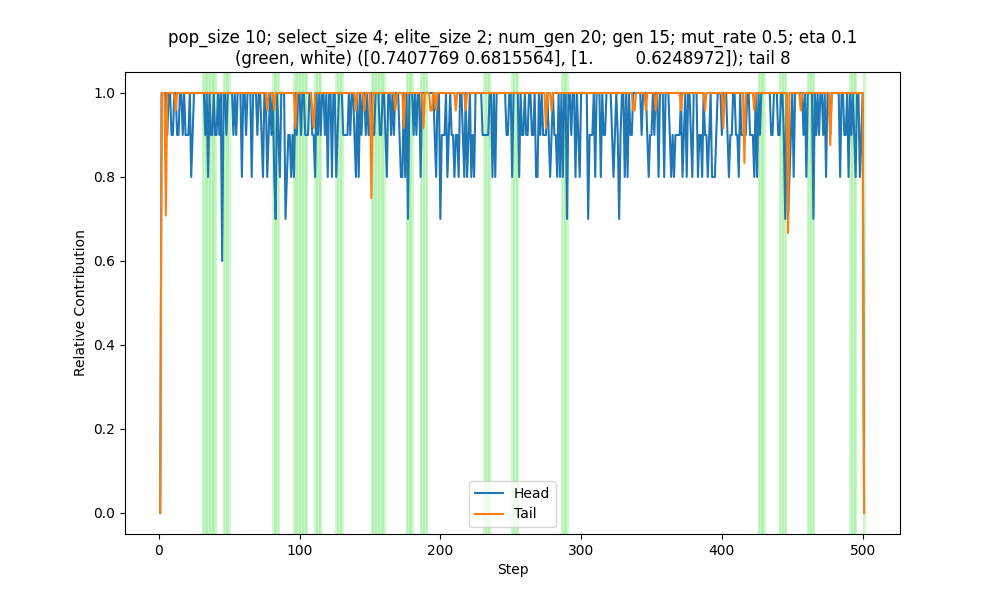 pop_size 10; select_size 4; elite_size 2; num_gen 20; gen 15; mut_rate 0.5; eta 0.1
(green, white) ([0.7407769 0.6815564], [1.        0.6248972]); tail 8
Relative Contribution
1.0
0.8
0.6
0.4
0.2
0.0
Head
Tail
0 100 200 300 400 500
Step